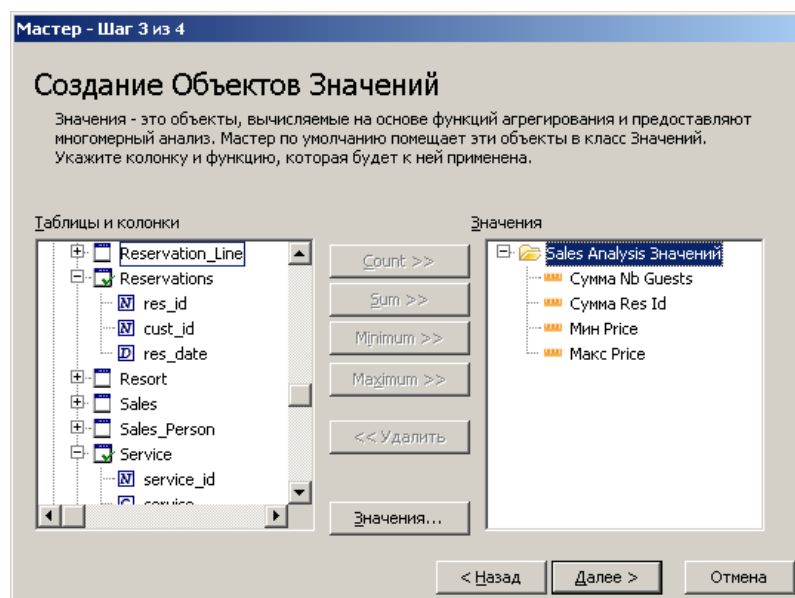 Мастер - Шаг 3 из 4
Создание Объектов Значений
Значения - это объекты, вычисляемые на основе функций агрегирования и предоставляют
многомерный анализ. Мастер по умолчанию помещает эти объекты в класс Значений.
Укажите колонку и функцию, которая будет к ней применена.
Таблицы и колонки
Reservation_Line
Reservations
N res_id
N cust_id
D res_date
Resort
Sales
Sales_Person
Service
N service_id
C service
Count >>
Sum >>
Minimum >>
Maximum >>
<< Удалить
Значения...
Значения
Sales Analysis Значений
Сумма Nb Guests
Сумма Res Id
Мин Price
Макс Price
< Назад
Далее >
Отмена